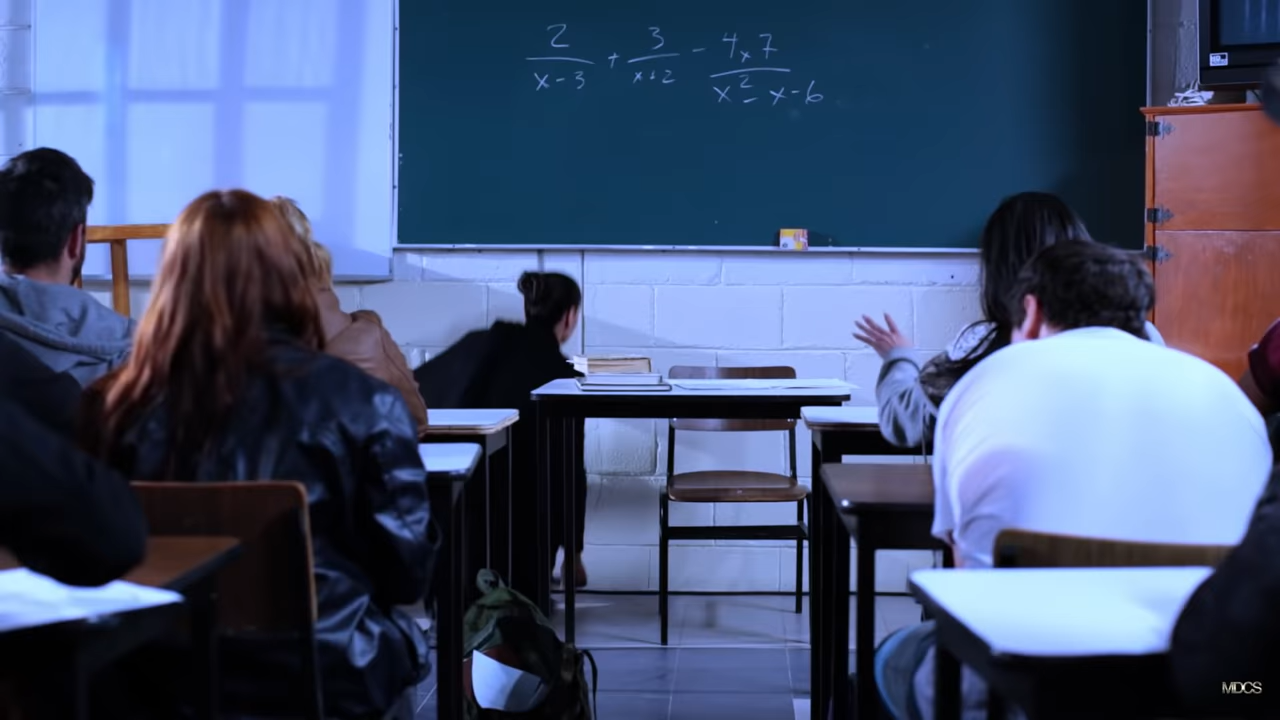 2/(x-3) + 3/(x+2) - 4x7/(x²-x-6)
MDCS